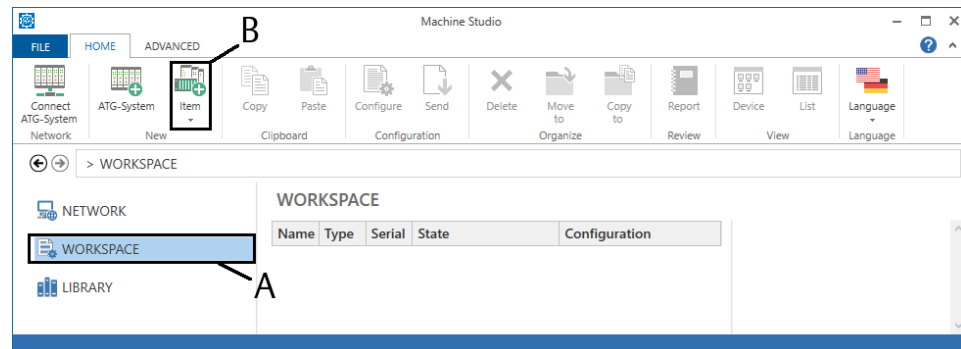 Machine Studio
B
FILE HOME ADVANCED
Connect ATG-System Item Copy Paste Configure Send Delete Move Copy Report Device List Language
ATG-System to to
Network New Clipboard Configuration Organize Review View Language
> WORKSPACE
WORKSPACE
NETWORK
Name Type Serial State Configuration
WORKSPACE
LIBRARY
A